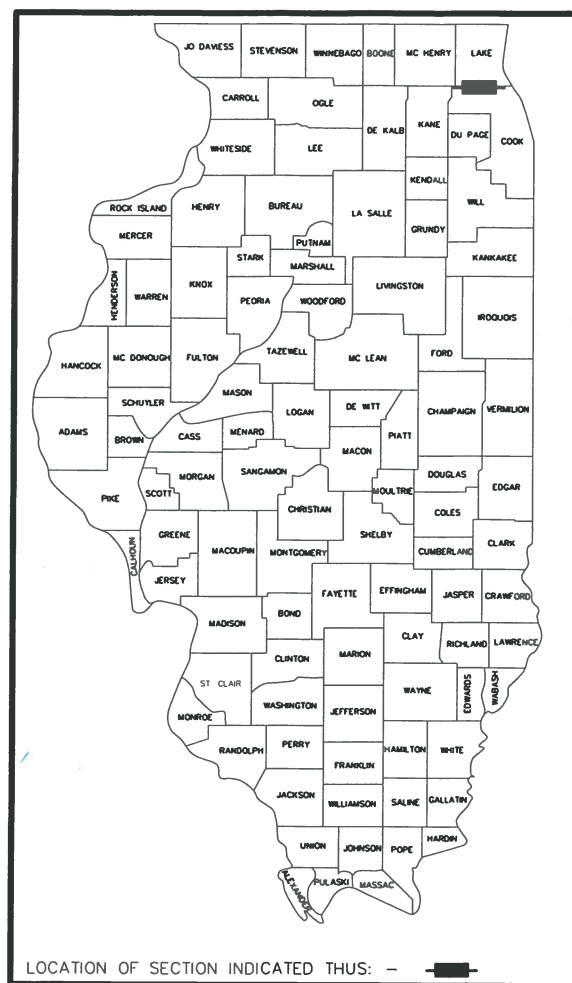 JO DAVIESS STEVENSON WINNEBAGO BOONE MC HENRY LAKE
CARROLL OGLE DE KALB KANE DU PAGE COOK
WHITESIDE LEE
KENDALL WILL
ROCK ISLAND HENRY BUREAU LA SALLE GRUNDY
MERCER PUTNAM
STARK MARSHALL KANKAKEE
HENDERSON WARREN KNOX PEORIA WOODFORD LIVINGSTON IROQUOIS
HANCOCK MC DONOUGH FULTON TAZEWELL MC LEAN FORD
SCHUYLER MASON LOGAN DE WITT CHAMPAIGN VERMILION
ADAMS BROWN CASS MENARD PIATT
MACON
PIKE SCOTT MORGAN SANGAMON MOULTRIE DOUGLAS EDGAR
CHRISTIAN COLES
CALHOUN GREENE MACOUPIN MONTGOMERY SHELBY CUMBERLAND CLARK
JERSEY FAYETTE EFFINGHAM JASPER CRAWFORD
MADISON BOND CLAY RICHLAND LAWRENCE
CLINTON MARION
ST. CLAIR WAYNE EDWARDS WABASH
WASHINGTON JEFFERSON
MONROE
RANDOLPH PERRY HAMILTON WHITE
FRANKLIN
JACKSON WILLIAMSON SALINE GALLATIN
UNION JOHNSON POPE HARDIN
ALEXANDER PULASKI MASSAC
LOCATION OF SECTION INDICATED THUS: -